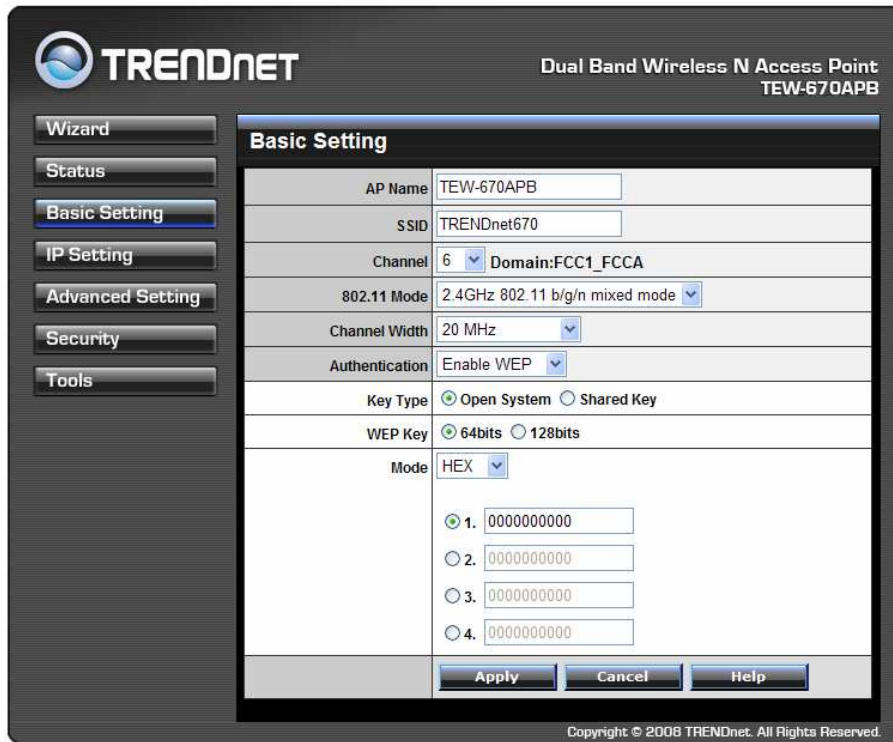 TRENDNET
Dual Band Wireless N Access Point
TEW-670APB
Wizard
Status
Basic Setting
IP Setting
Advanced Setting
Security
Tools
Basic Setting
AP Name TEW-670APB
SSID TRENDnet670
Channel 6 Domain:FCC1_FCCA
802.11 Mode 2.4GHz 802.11 b/g/n mixed mode
Channel Width 20 MHz
Authentication Enable WEP
Key Type Open System Shared Key
WEP Key 64bits 128bits
Mode HEX
1. 0000000000
2. 0000000000
3. 0000000000
4. 0000000000
Apply Cancel Help
Copyright © 2008 TRENDnet. All Rights Reserved.